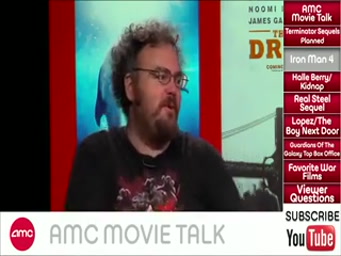 NOOMI
JAMES GA
TH
DR
COMING
AMC
Movie Talk
Terminator Sequels
Planned
Iron Man 4
Halle Berry/
Kidnap
Real Steel
Sequel
Lopez/The
Boy Next Door
Guardians Of The
Galaxy Top Box Office
Favorite War
Films
Viewer
Questions
SUBSCRIBE
YouTube
amc
AMC MOVIE TALK